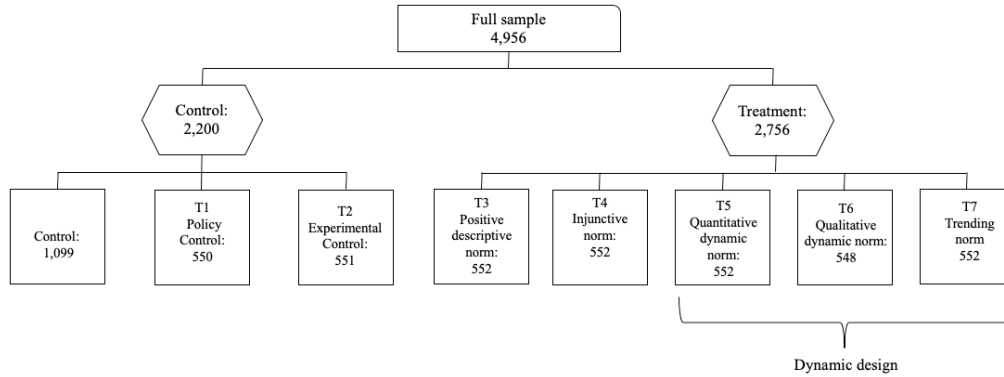 Full sample
4,956
Control:
2,200
Treatment:
2,756
Control:
1,099
T1
Policy
Control:
550
T2
Experimental
Control:
551
T3
Positive
descriptive
norm:
552
T4
Injunctive
norm:
552
T5
Quantitative
dynamic
norm:
552
T6
Qualitative
dynamic norm:
548
T7
Trending
norm
552
Dynamic design